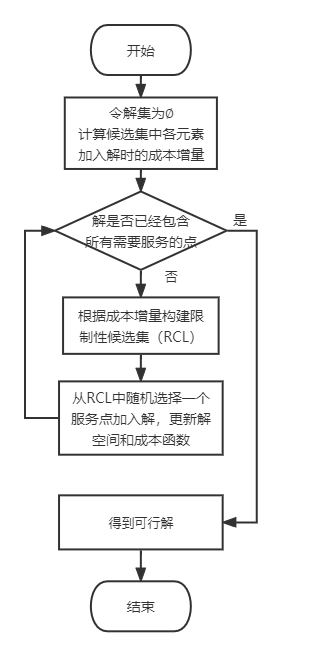 开始
令解集为∅
计算候选集中各元素
加入解时的成本增量
解是否已经包含
所有需要服务的点
是
否
根据成本增量构建限
制性候选集（RCL）
从RCL中随机选择一个
服务点加入解，更新解
空间和成本函数
得到可行解
结束